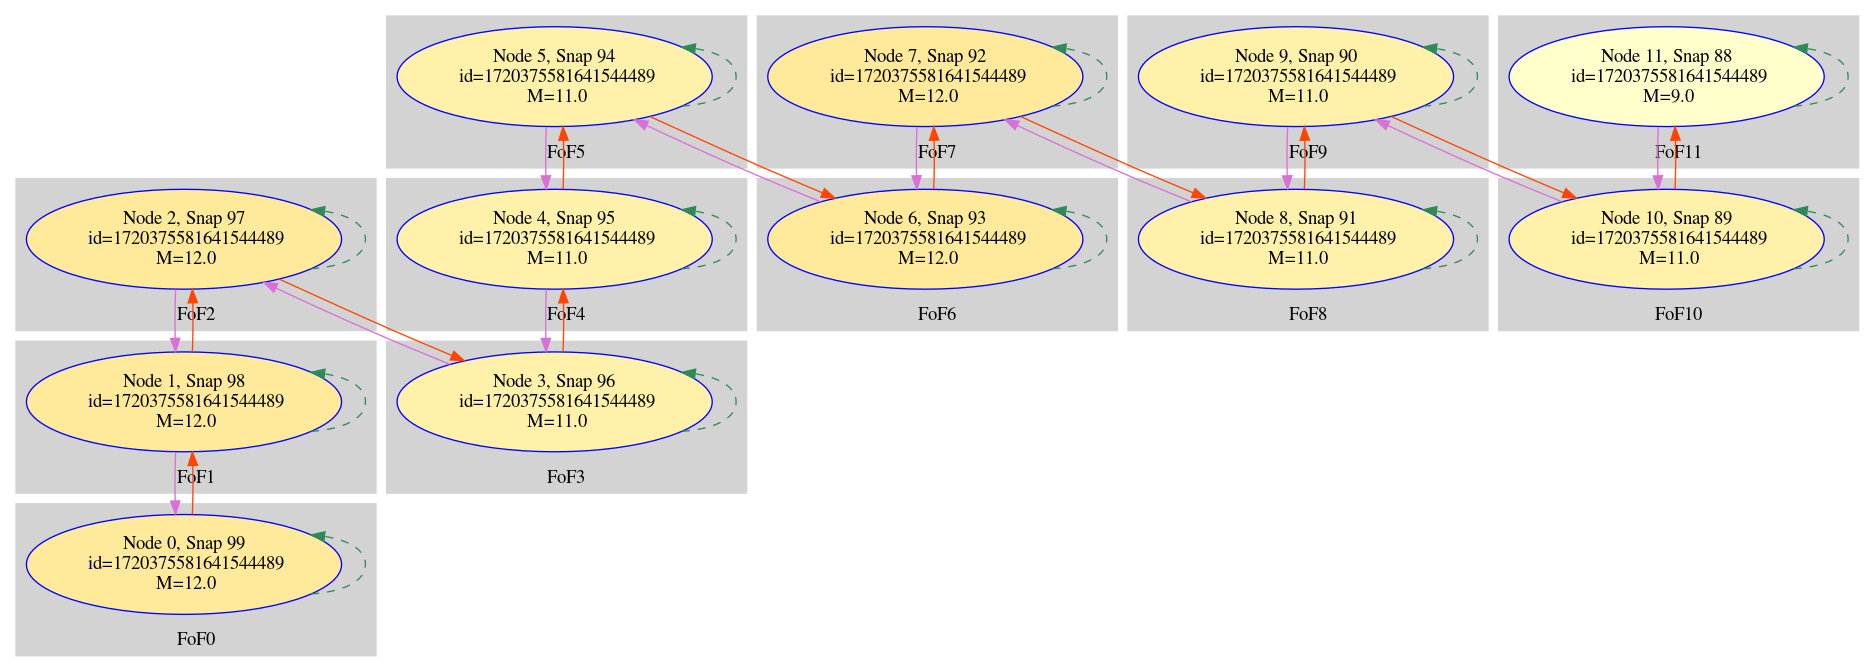 Node 5, Snap 94
id=1720375581641544489
M=11.0
FoF5
Node 7, Snap 92
id=1720375581641544489
M=12.0
FoF7
Node 9, Snap 90
id=1720375581641544489
M=11.0
FoF9
Node 11, Snap 88
id=1720375581641544489
M=9.0
FoF11
Node 2, Snap 97
id=1720375581641544489
M=12.0
FoF2
Node 4, Snap 95
id=1720375581641544489
M=11.0
FoF4
Node 6, Snap 93
id=1720375581641544489
M=12.0
FoF6
Node 8, Snap 91
id=1720375581641544489
M=11.0
FoF8
Node 10, Snap 89
id=1720375581641544489
M=11.0
FoF10
Node 1, Snap 98
id=1720375581641544489
M=12.0
FoF1
Node 3, Snap 96
id=1720375581641544489
M=11.0
FoF3
Node 0, Snap 99
id=1720375581641544489
M=12.0
FoF0